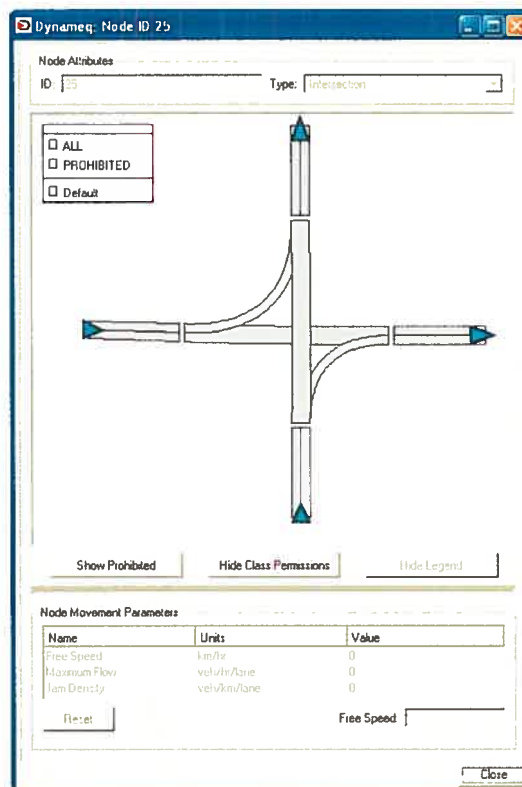 Dynameq: Node ID 25
Node Attributes
ID: 25 Type: Intersection
ALL
PROHIBITED
Default
Show Prohibited Hide Class Permissions Hide Legend
Node Movement Parameters
Name Units Value
Free Speed km/hr 0
Maximum Flow veh/hr/lane 0
Jam Density veh/km/lane 0
Reset Free Speed
Close